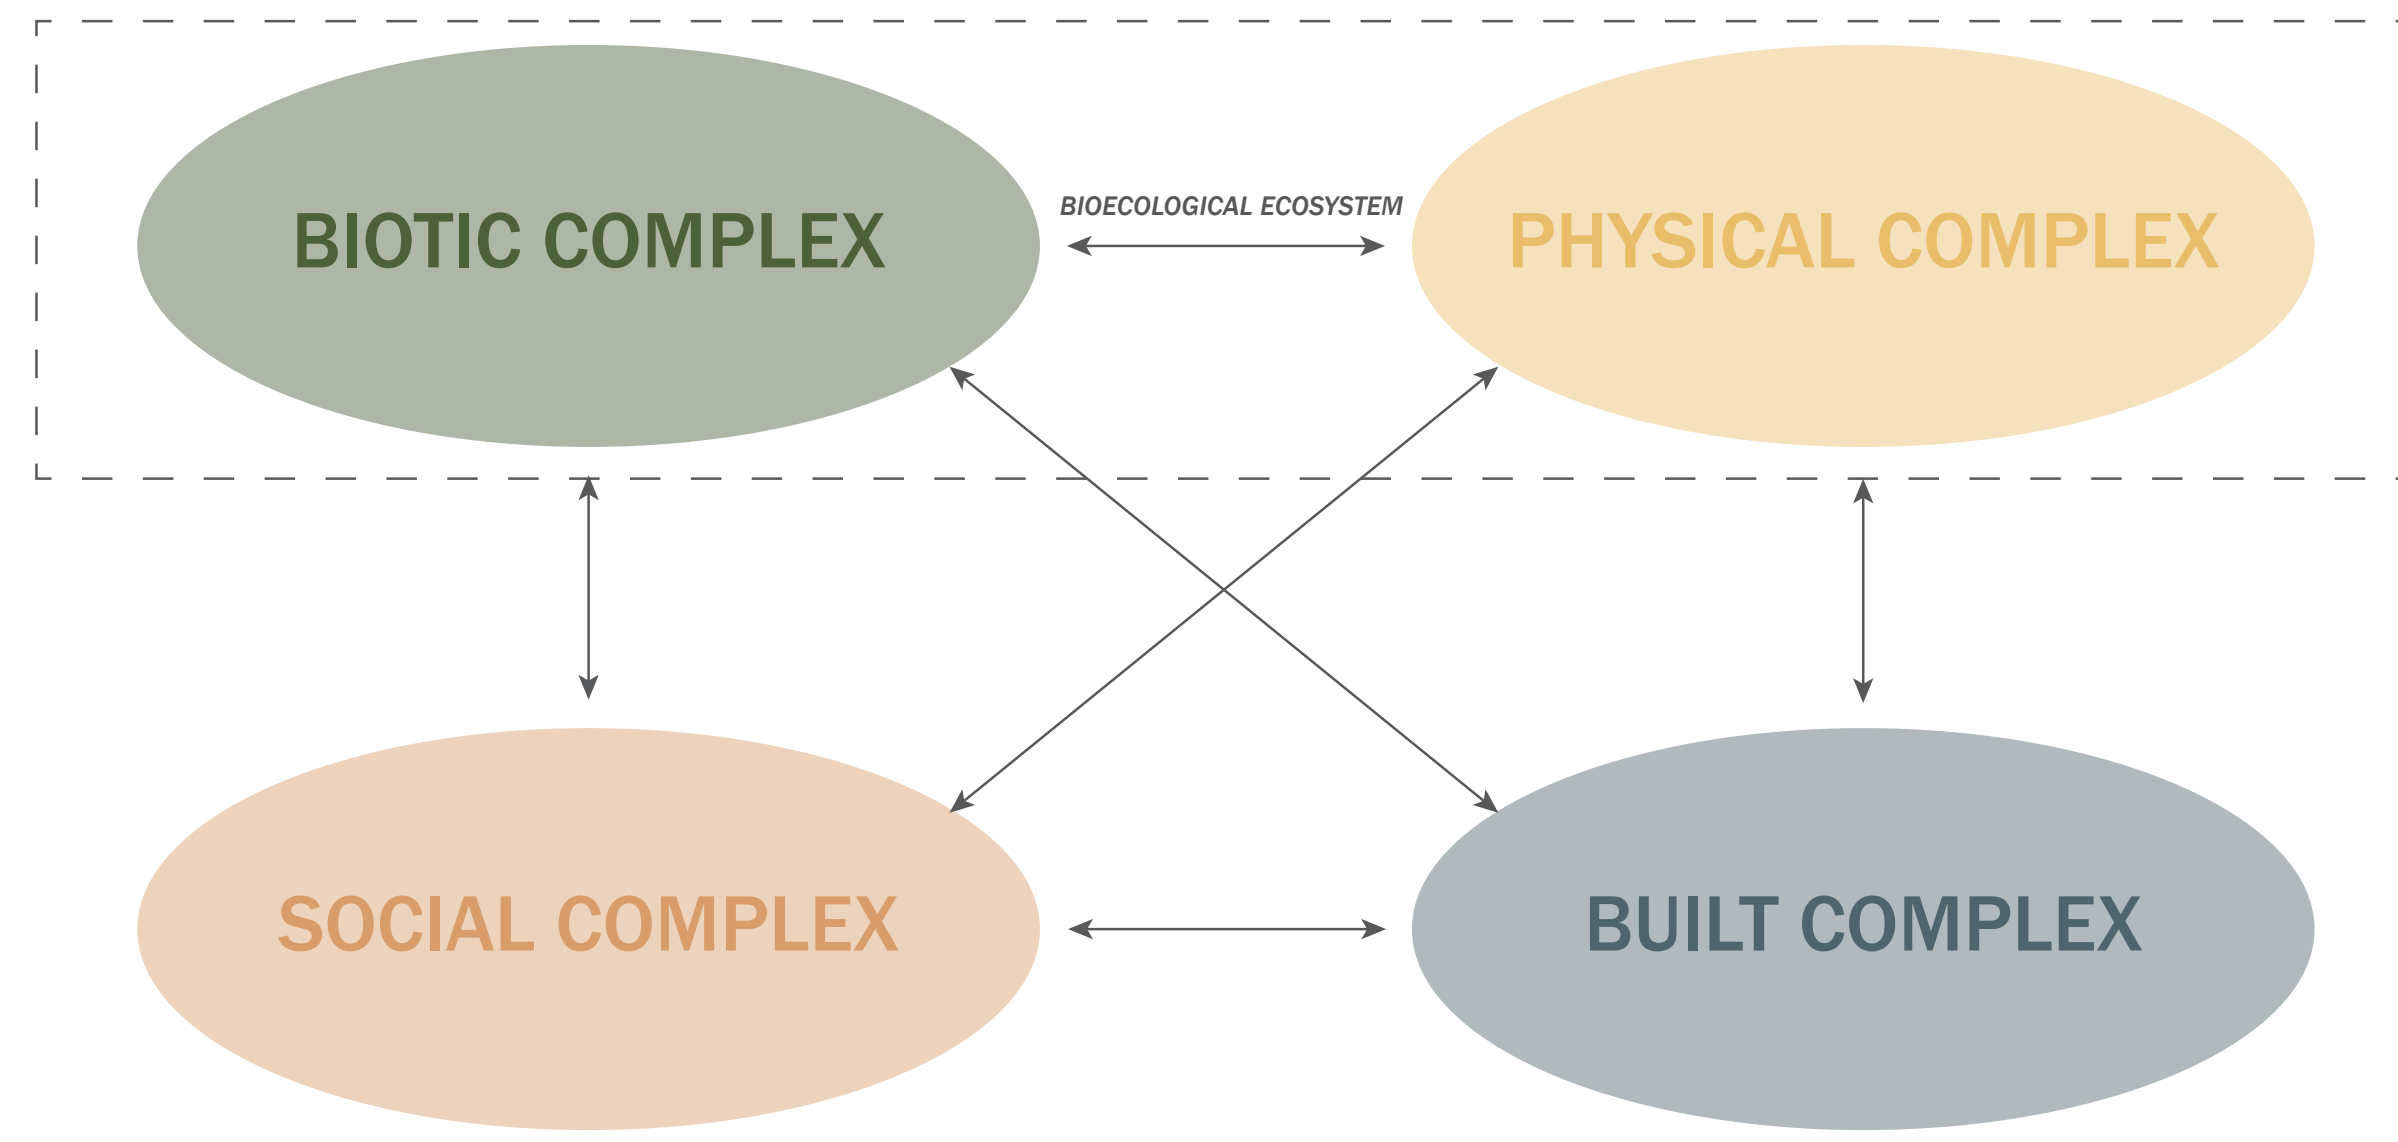 BIOTIC COMPLEX
BIOECOLOGICAL ECOSYSTEM
PHYSICAL COMPLEX
SOCIAL COMPLEX
BUILT COMPLEX